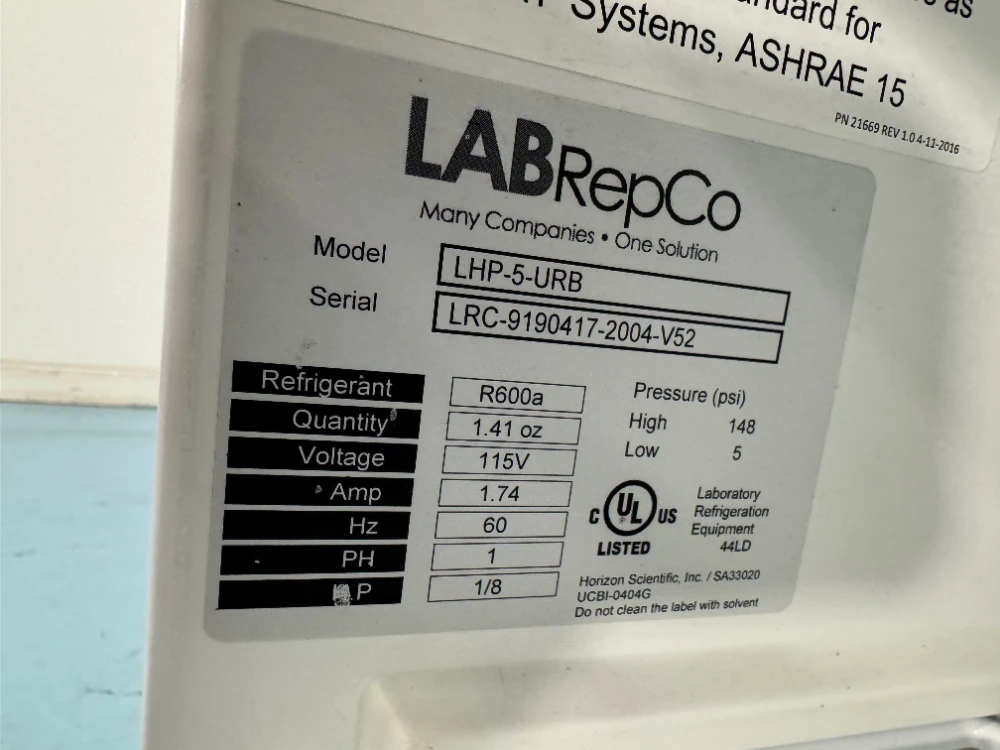 as
ndard for
Systems, ASHRAE 15
PN 21669 REV 1.0 4-11-2016
LABRepCo
Many Companies • One Solution
Model LHP-5-URB
Serial LRC-9190417-2004-V52
Refrigerant R600a
Quantity 1.41 oz
Voltage 115V
Amp 1.74
Hz 60
PH 1
P 1/8
Pressure (psi)
High 148
Low 5
C UL US
LISTED
Laboratory
Refrigeration
Equipment
44LD
Horizon Scientific, Inc. / SA33020
UCBI-0404G
Do not clean the label with solvent